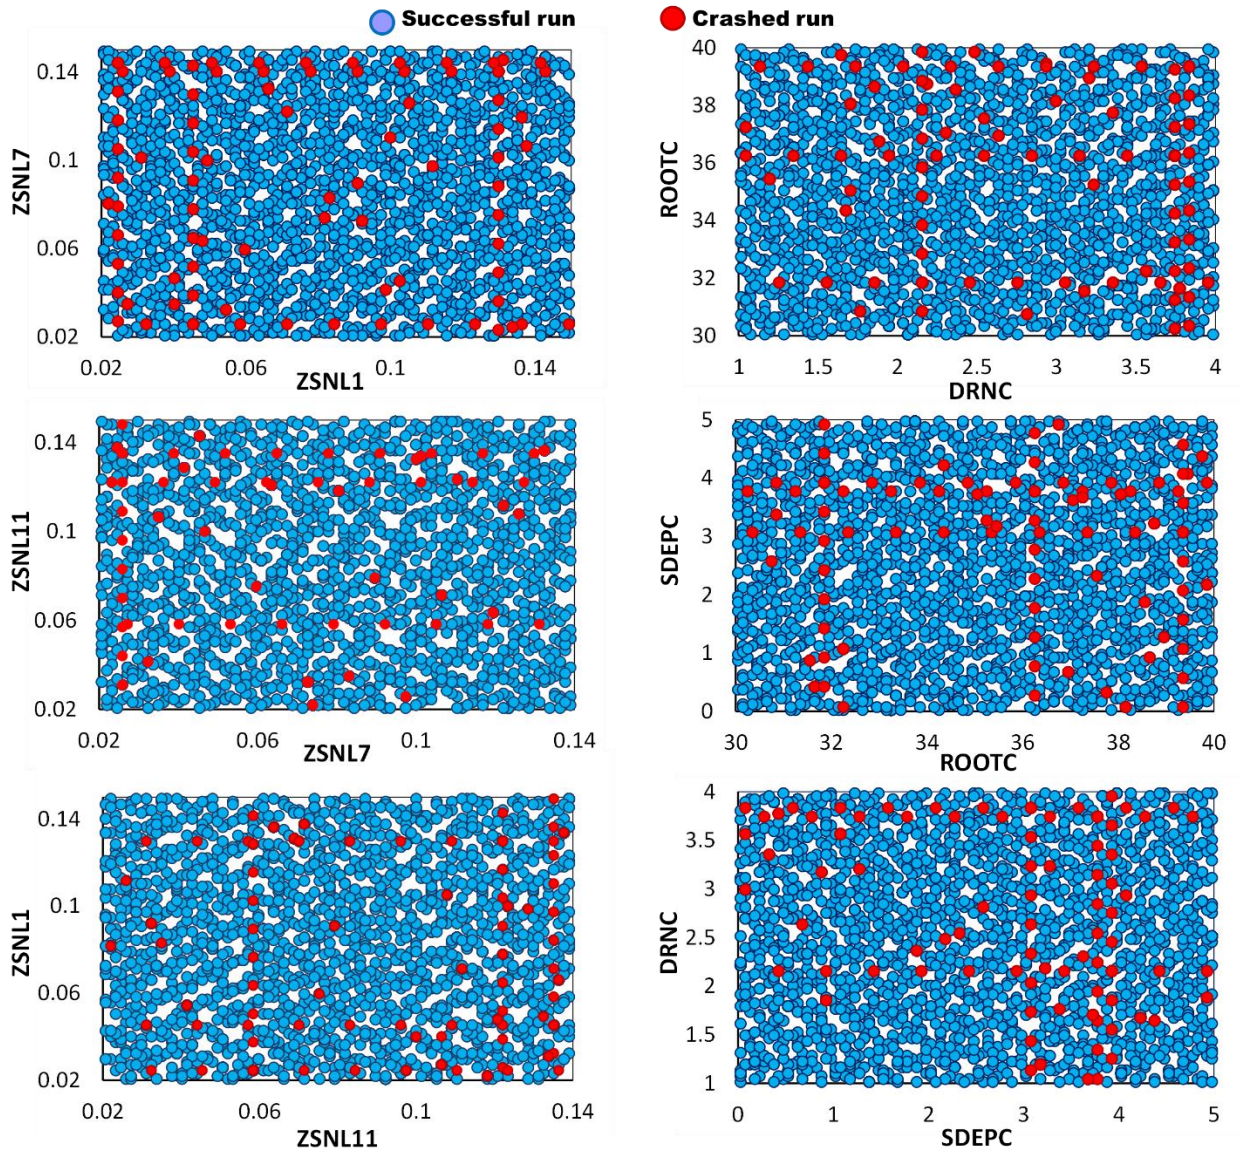 Successful run
Crashed run
ZSNL7
0.14
0.1
0.06
0.02
0.02 0.06 0.1 0.14
ZSNL1
ROOTC
40
38
36
34
32
30
1 1.5 2 2.5 3 3.5 4
DRNC
ZSNL11
0.14
0.1
0.06
0.02
0.02 0.06 0.1 0.14
ZSNL7
SDEPC
5
4
3
2
1
0
30 32 34 36 38 40
ROOTC
ZSNL1
0.14
0.1
0.06
0.02
0.02 0.06 0.1 0.14
ZSNL11
DRNC
4
3.5
3
2.5
2
1.5
1
0 1 2 3 4 5
SDEPC